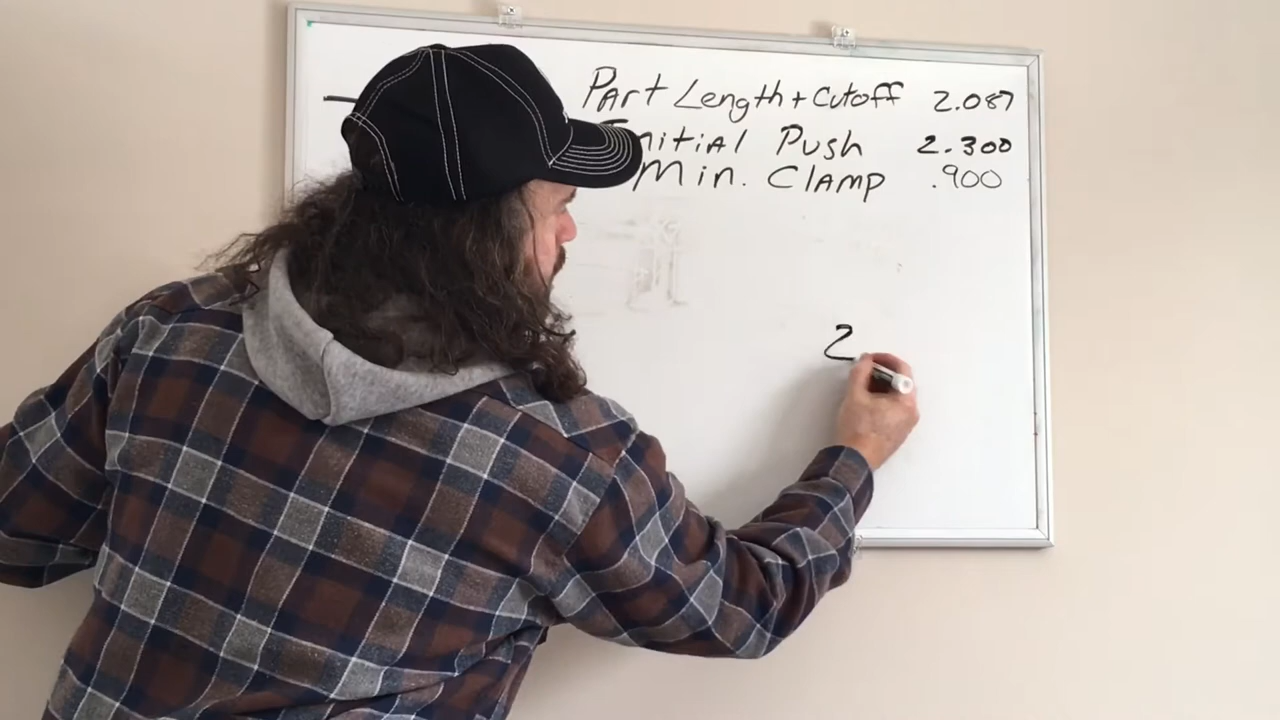 Part Length + Cutoff 2.087
Initial Push 2.300
Min. Clamp .900
2